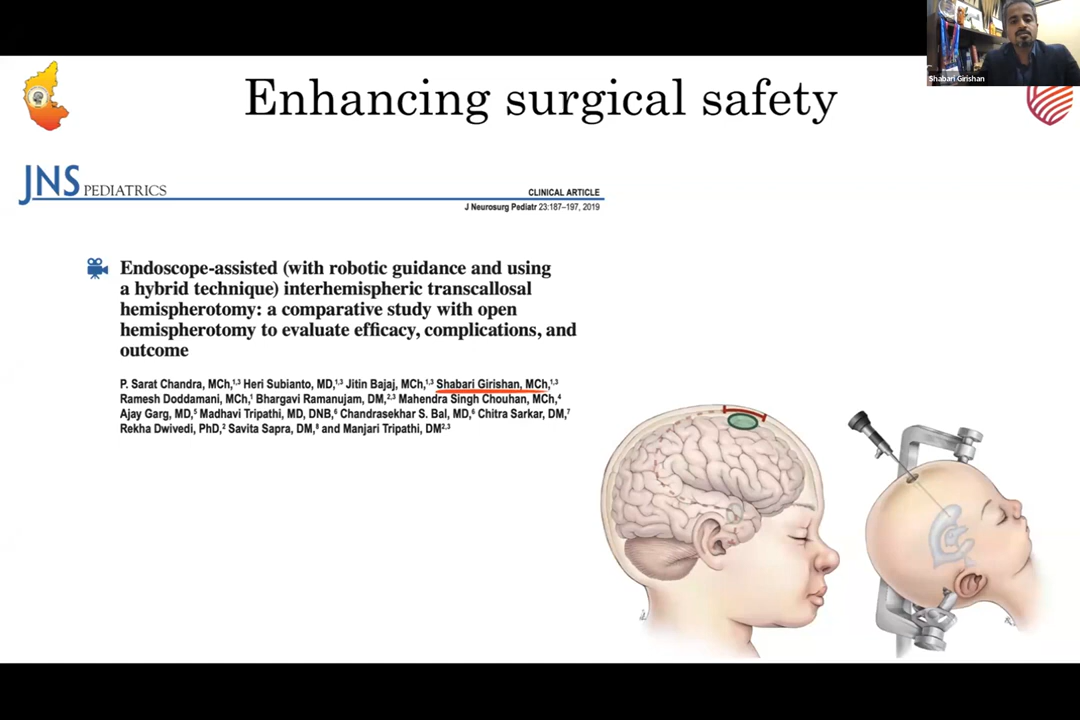 Shabari Girishan
Enhancing surgical safety
JNS PEDIATRICS
CLINICAL ARTICLE
J Neurosurg Pediatr 23:187–197, 2019
Endoscope-assisted (with robotic guidance and using
a hybrid technique) interhemispheric transcallosal
hemispherotomy: a comparative study with open
hemispherotomy to evaluate efficacy, complications, and
outcome
P. Sarat Chandra, MCh,1,3 Heri Subianto, MD,1,3 Jitin Bajaj, MCh,1,3 Shabari Girishan, MCh,1,3
Ramesh Doddamani, MCh,1 Bhargavi Ramanujam, DM,2,3 Mahendra Singh Chouhan, MCh,4
Ajay Garg, MD,5 Madhavi Tripathi, MD, DNB,6 Chandrasekhar S. Bal, MD,6 Chitra Sarkar, DM,7
Rekha Dwivedi, PhD,2 Savita Sapra, DM,8 and Manjari Tripathi, DM2,3